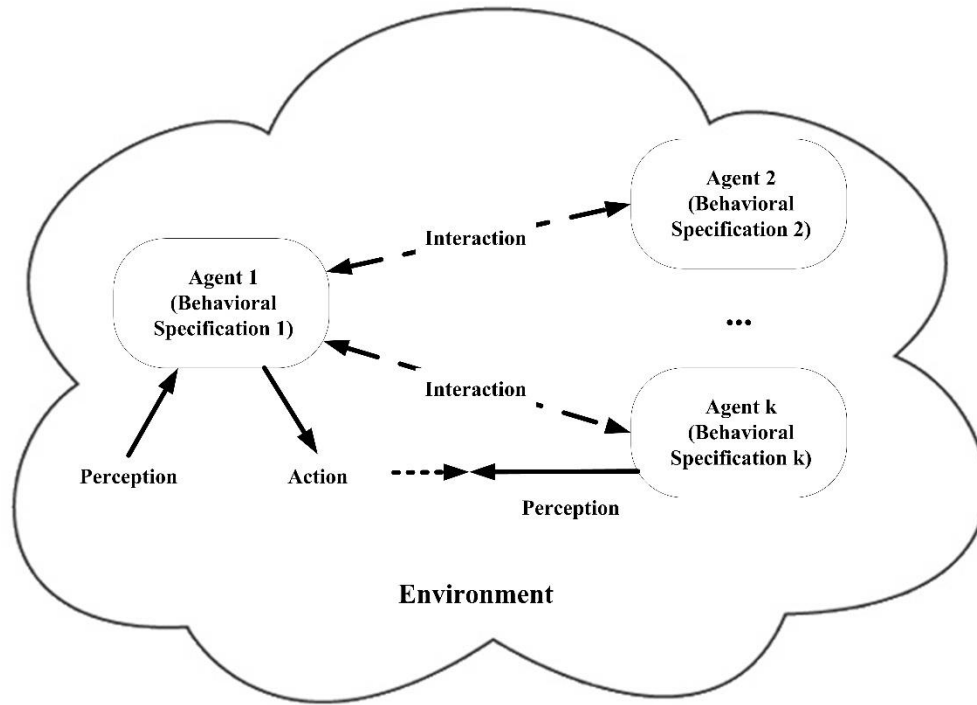 Agent 2
(Behavioral
Specification 2)
Interaction
Agent 1
(Behavioral
Specification 1)
...
Interaction
Agent k
(Behavioral
Specification k)
Perception
Action
Perception
Environment